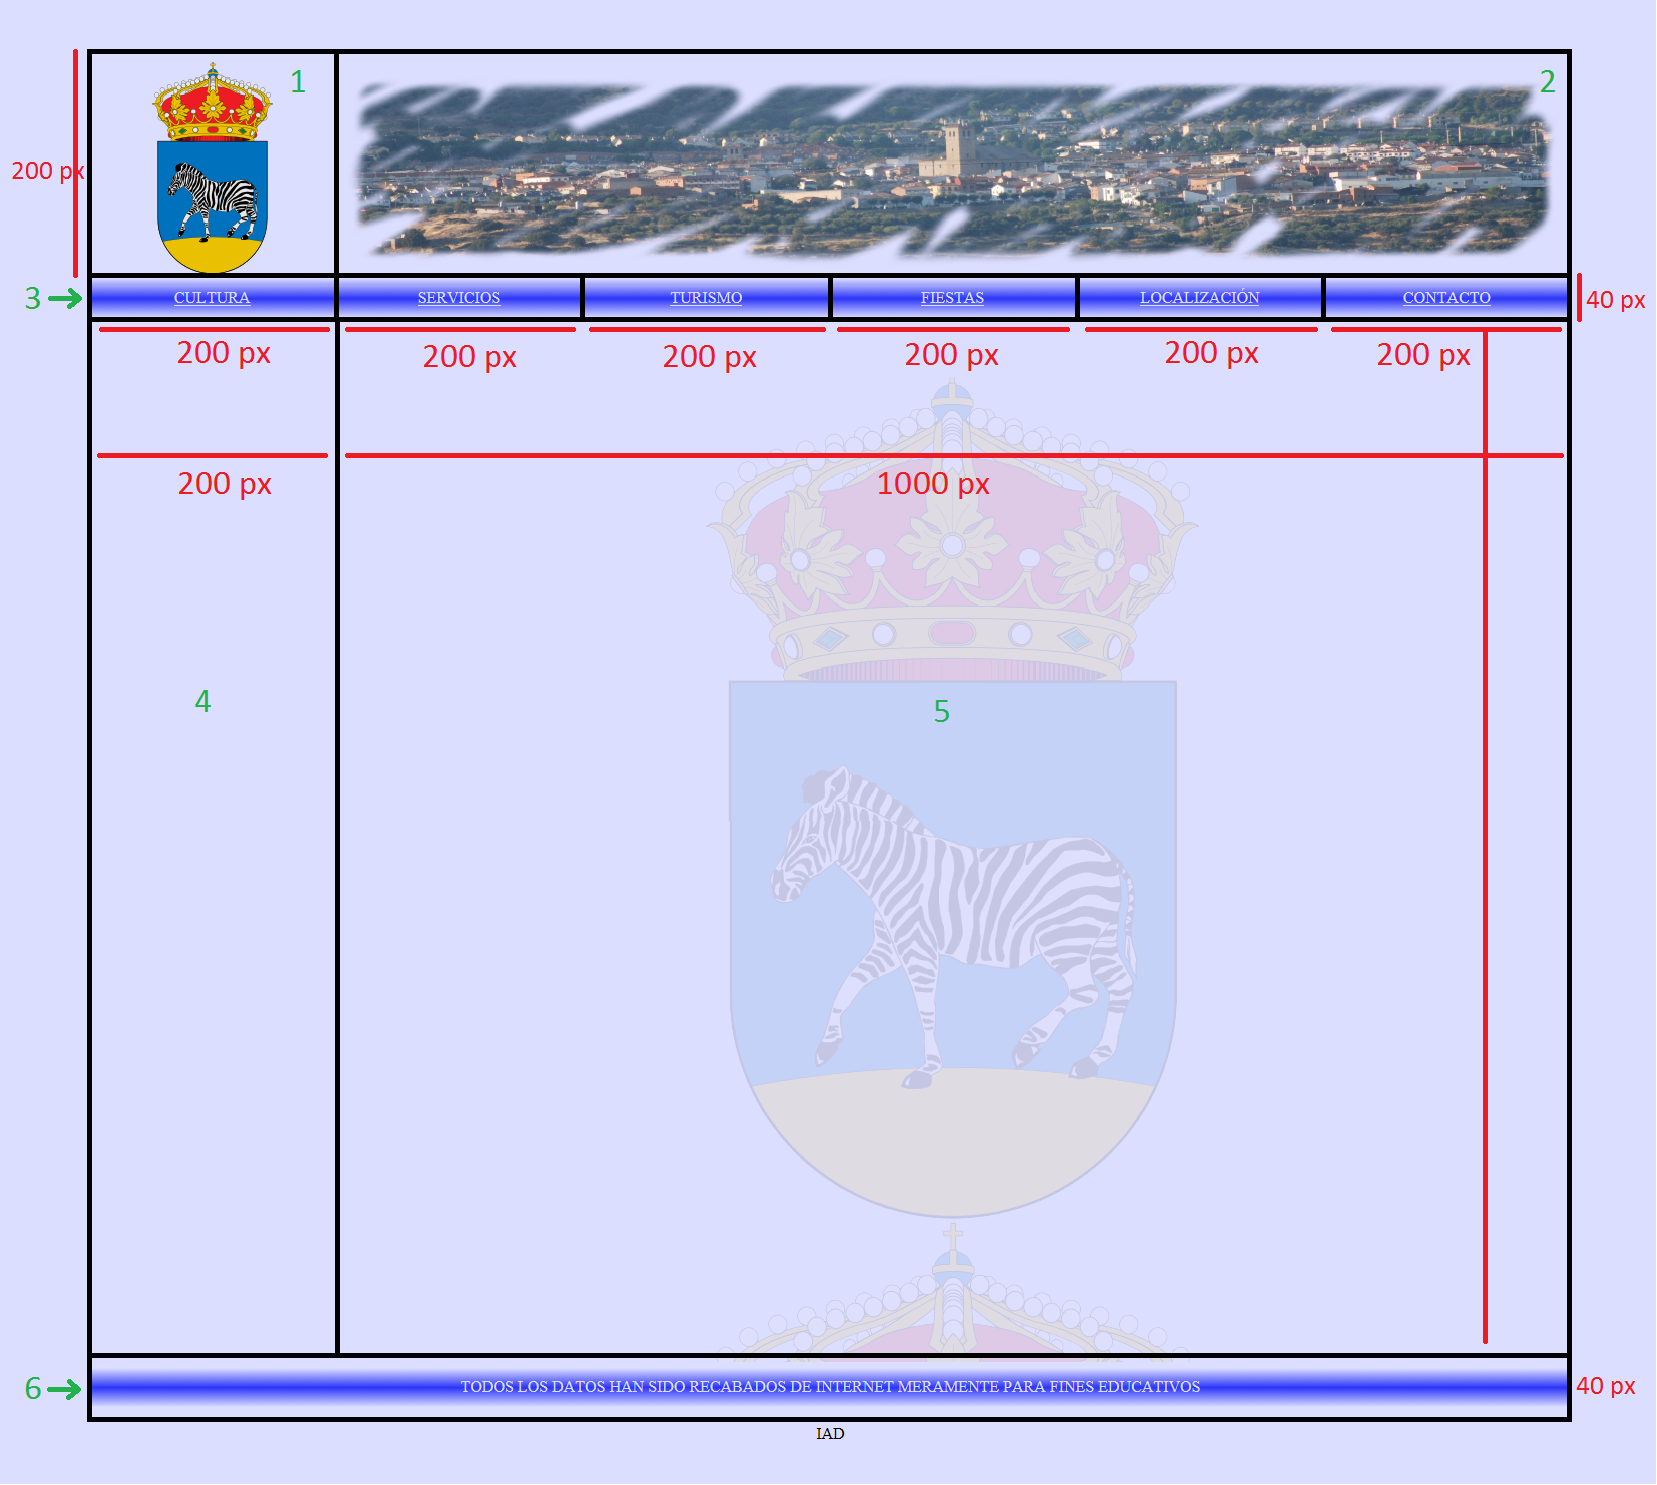 1
2
200 px
3
CULTURA
SERVICIOS
TURISMO
FIESTAS
LOCALIZACIÓN
CONTACTO
40 px
200 px
200 px
200 px
200 px
200 px
200 px
200 px
1000 px
4
5
6
TODOS LOS DATOS HAN SIDO RECABADOS DE INTERNET MERAMENTE PARA FINES EDUCATIVOS
40 px
IAD